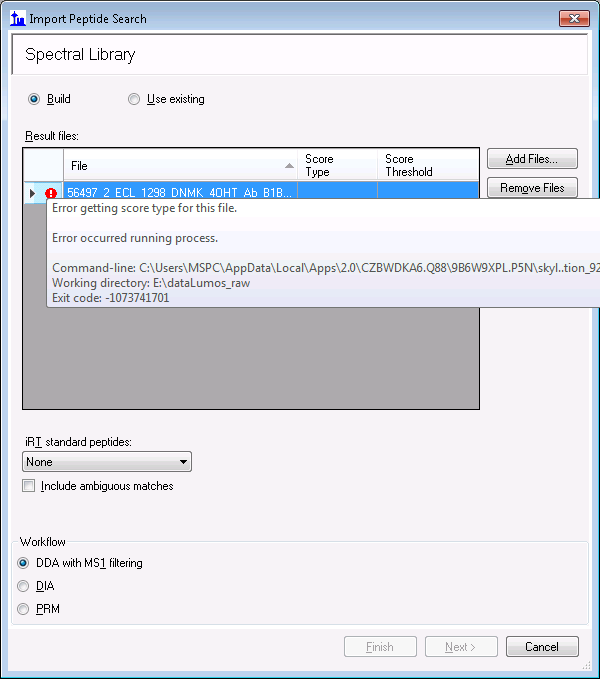 Import Peptide Search
Spectral Library
Build
Use existing
Result files:
File
Score Type
Score Threshold
Add Files...
56497_2_ECL_1298_DNMK_4OHT_Ab_B1B...
Remove Files
Error getting score type for this file.
Error occurred running process.
Command-line: C:\Users\MSPC\AppData\Local\Apps\2.0\CZBWDKA6.Q88\9B6W9XPL.P5N\skyl..tion_92
Working directory: E:\dataLumos_raw
Exit code: -1073741701
iRT standard peptides:
None
Include ambiguous matches
Workflow
DDA with MS1 filtering
DIA
PRM
Finish
Next >
Cancel